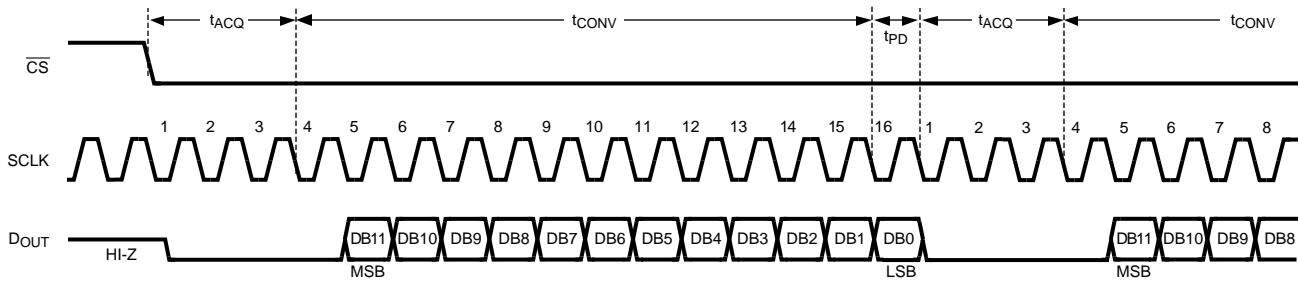 tACQ tCONV tPD tACQ tCONV
CS
1 2 3 4 5 6 7 8 9 10 11 12 13 14 15 16 1 2 3 4 5 6 7 8
SCLK
DOUT HI-Z DB11 DB10 DB9 DB8 DB7 DB6 DB5 DB4 DB3 DB2 DB1 DB0 DB11 DB10 DB9 DB8
MSB LSB MSB